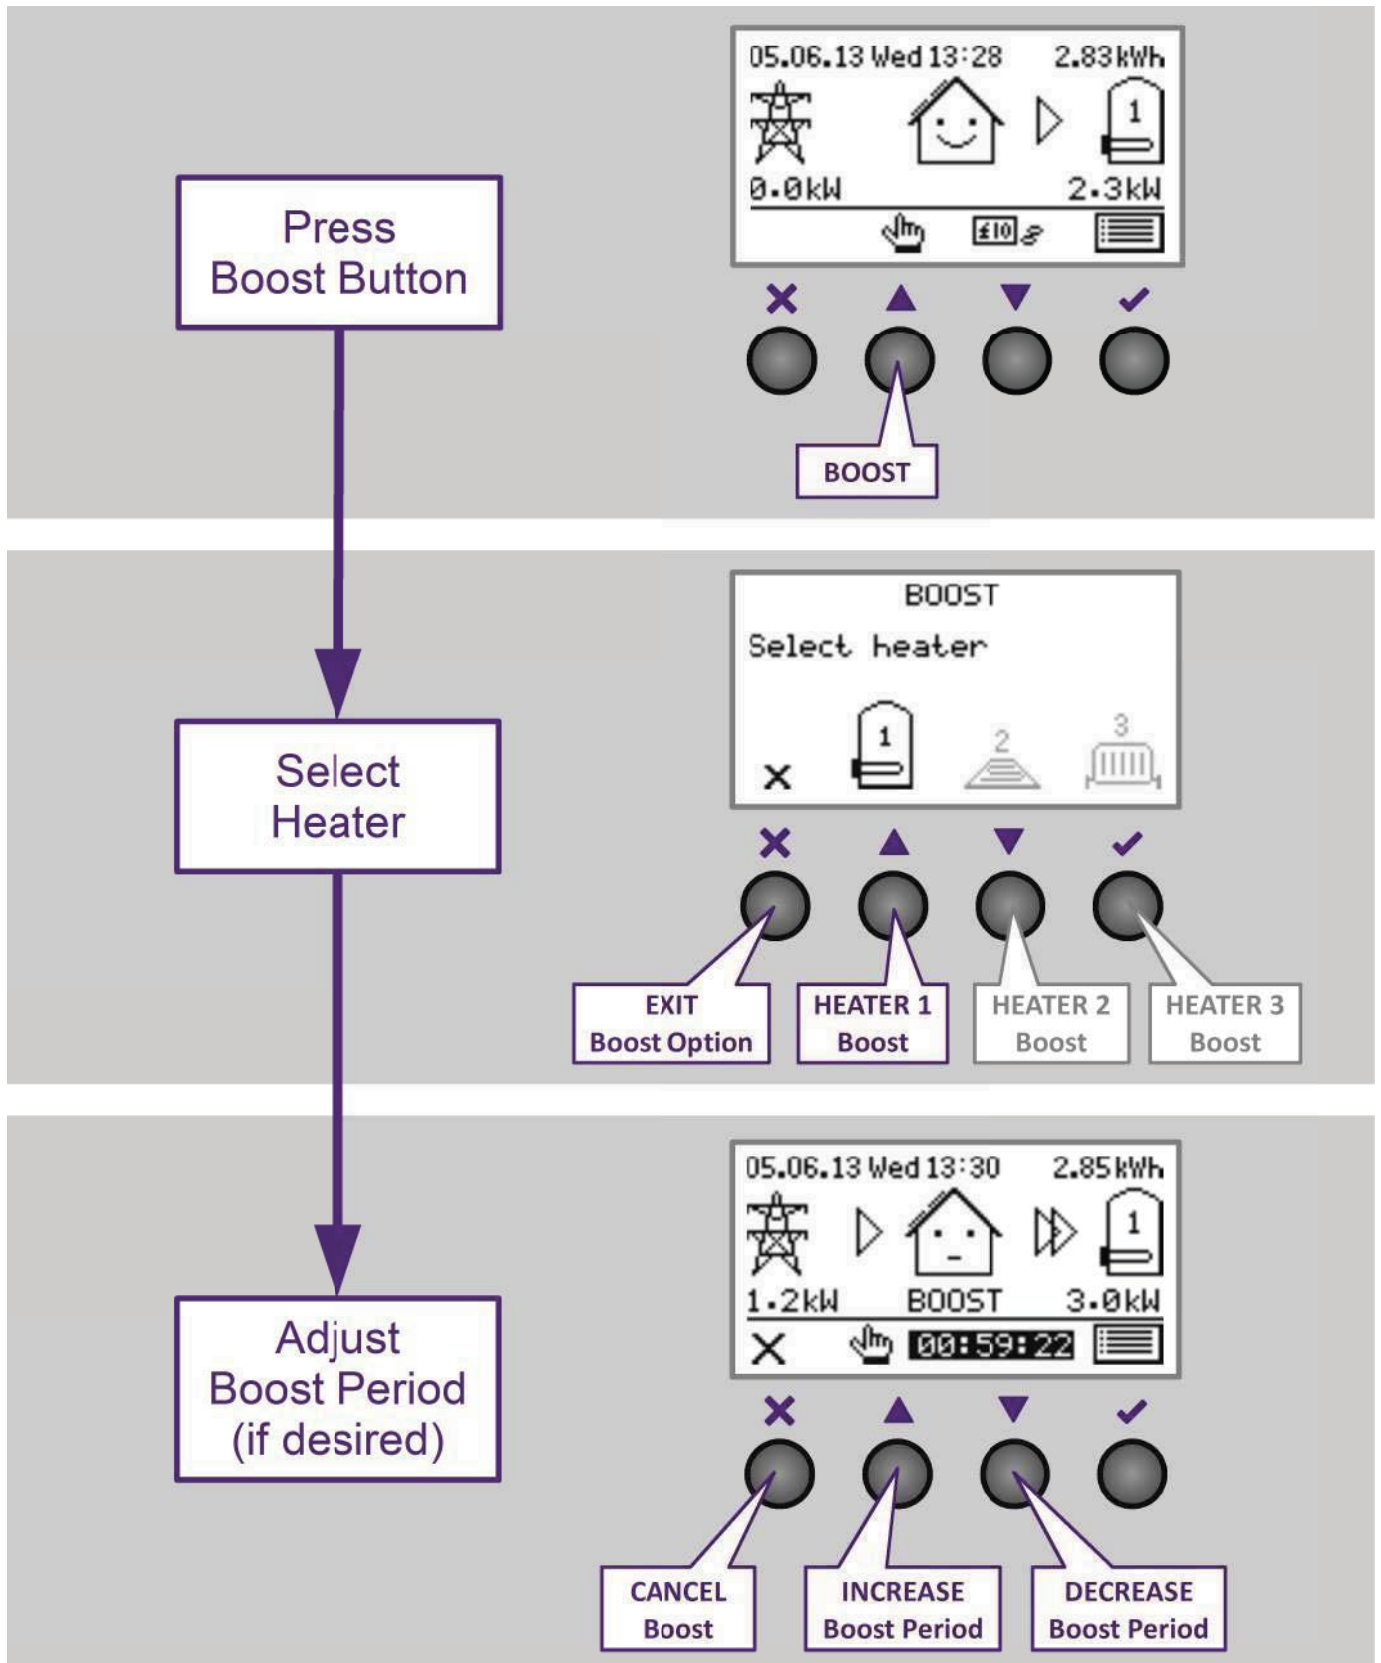 Press
Boost Button
05.06.13 Wed 13:28 2.83kWh
1
0.0kW 2.3kW
£10
BOOST
Select
Heater
BOOST
Select heater
1 2 3
EXIT
Boost Option
HEATER 1
Boost
HEATER 2
Boost
HEATER 3
Boost
Adjust
Boost Period
(if desired)
05.06.13 Wed 13:30 2.85kWh
1
1.2kW BOOST 3.0kW
00:59:22
CANCEL
Boost
INCREASE
Boost Period
DECREASE
Boost Period